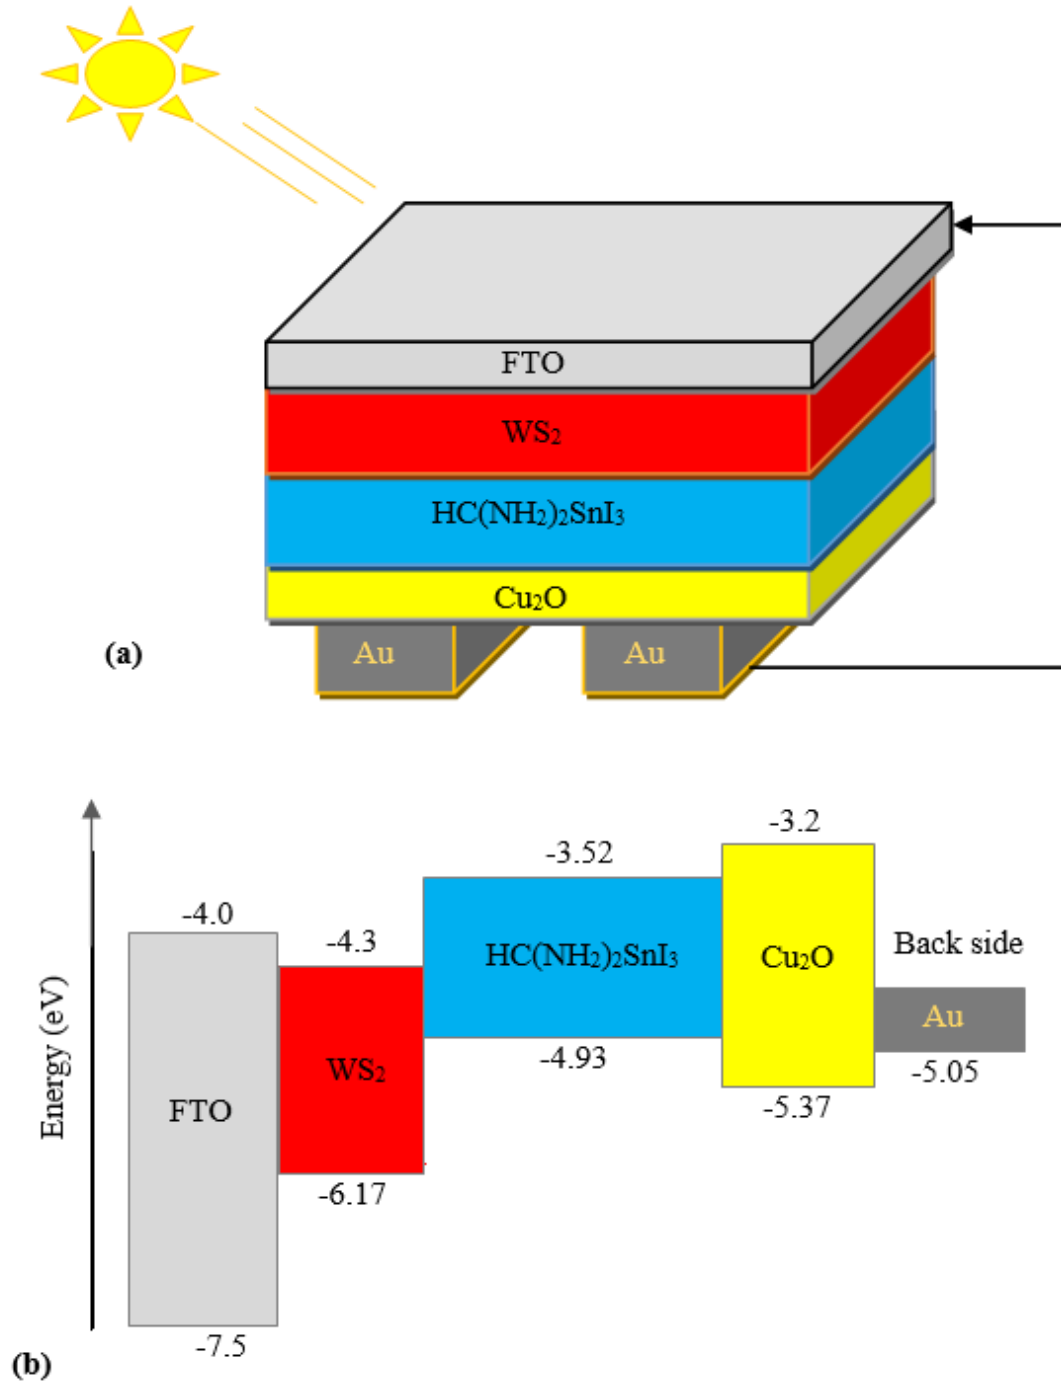 FTO
WS₂
HC(NH₂)₂SnI₃
Cu₂O
Au Au
(a)
-3.2
-3.52
-4.0
-4.3
HC(NH₂)₂SnI₃
Cu₂O
Back side
Au
Energy (eV)
WS₂
FTO
-4.93
-5.05
-5.37
-6.17
-7.5
(b)